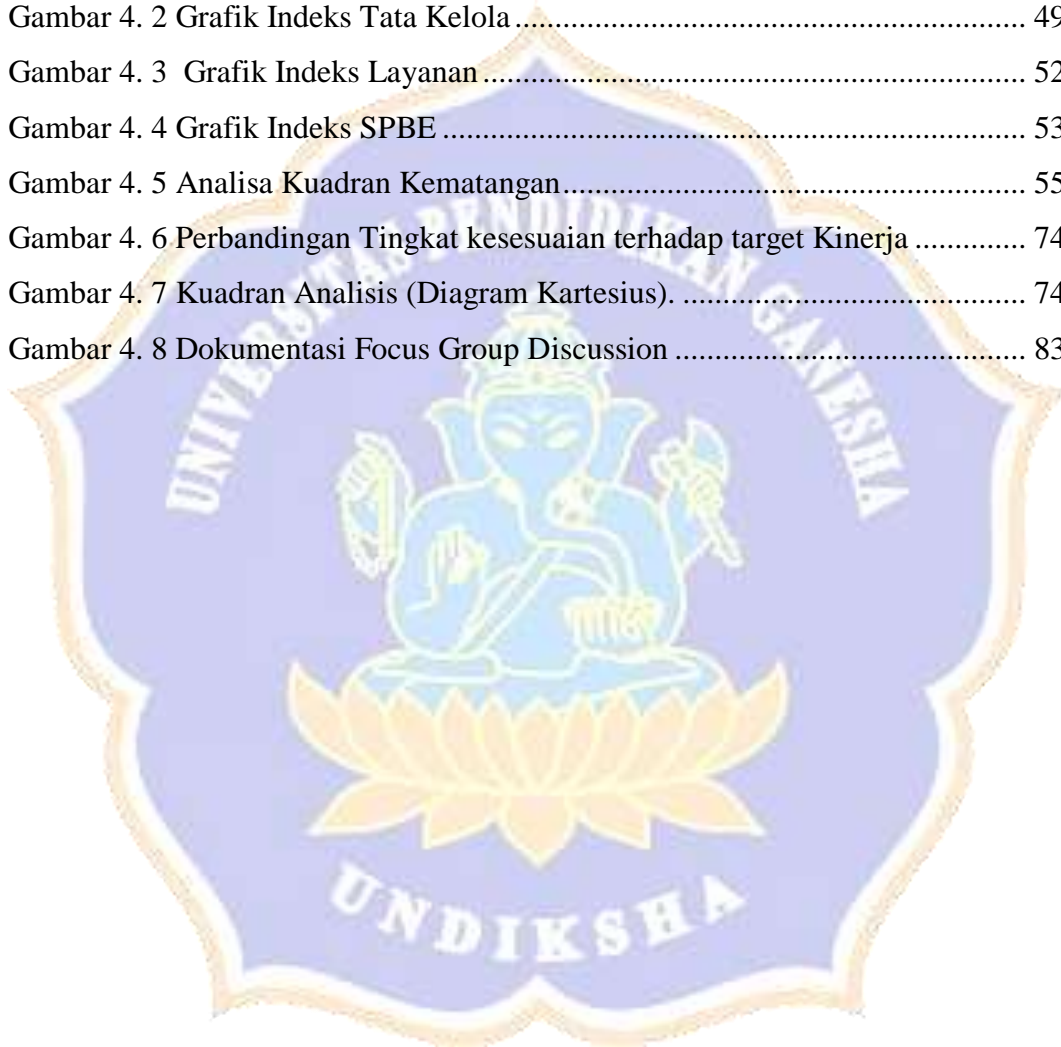 Gambar 4. 2 Grafik Indeks Tata Kelola ........................................................................ 49
Gambar 4. 3  Grafik Indeks Layanan ............................................................................ 52
Gambar 4. 4 Grafik Indeks SPBE .................................................................................. 53
Gambar 4. 5 Analisa Kuadran Kematangan.................................................................. 55
Gambar 4. 6 Perbandingan Tingkat kesesuaian terhadap target Kinerja .............. 74
Gambar 4. 7 Kuadran Analisis (Diagram Kartesius). ................................................ 74
Gambar 4. 8 Dokumentasi Focus Group Discussion ................................................. 83
UNIVERSITAS PENDIDIKAN GANESHA
UNDIKSHA